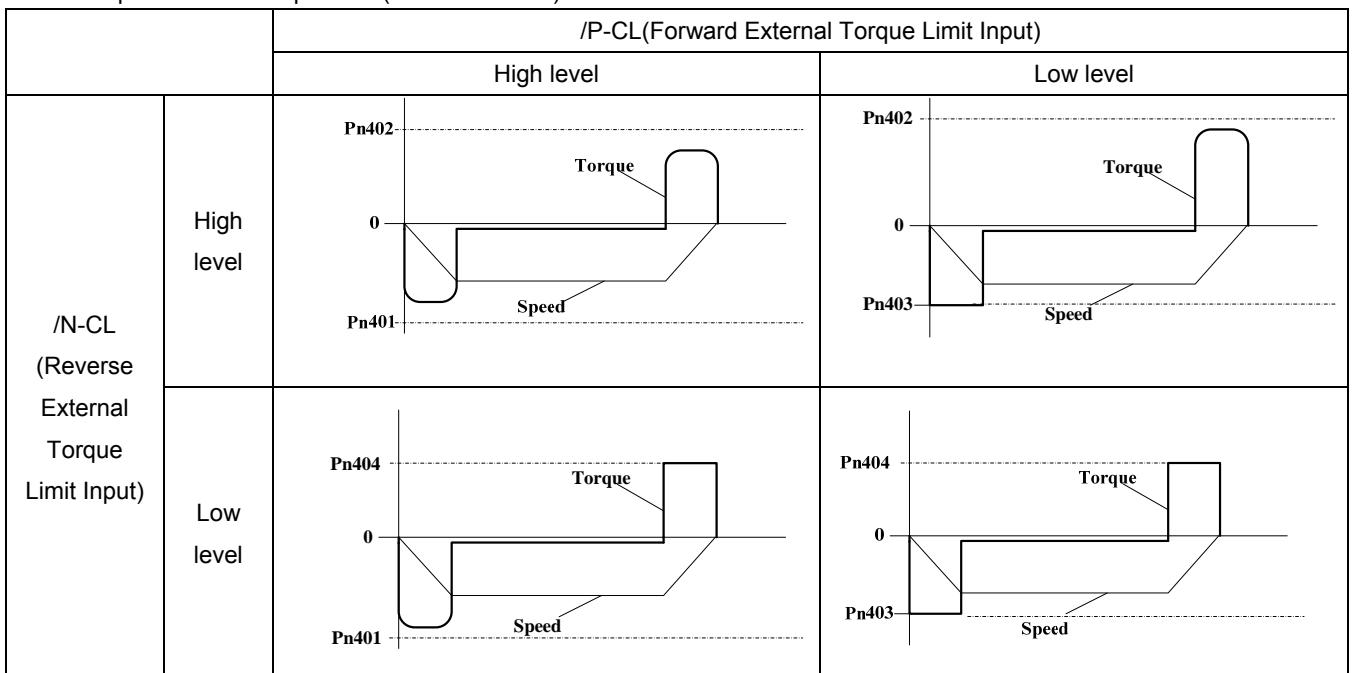 /P-CL(Forward External Torque Limit Input)
High level
Low level
/N-CL
(Reverse
External
Torque
Limit Input)
High
level
Pn402
Torque
0
Speed
Pn401
Pn402
Torque
0
Pn403
Speed
Low
level
Pn404
Torque
0
Speed
Pn401
Pn404
Torque
0
Pn403
Speed